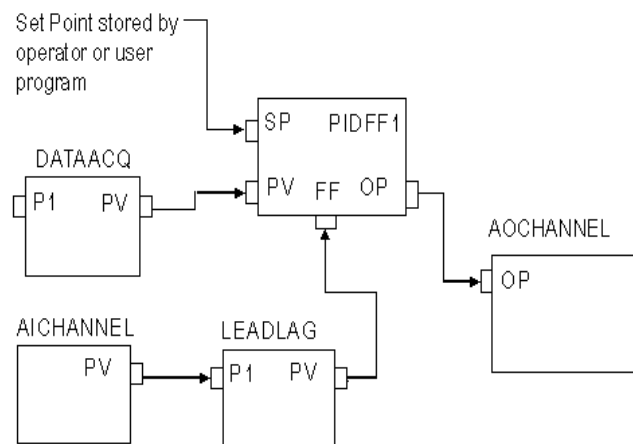 Set Point stored by
operator or user
program
SP PIDFF1
DATAACQ
P1 PV
PV FF OP
AOCHANNEL
OP
AICHANNEL
PV
LEADLAG
P1 PV